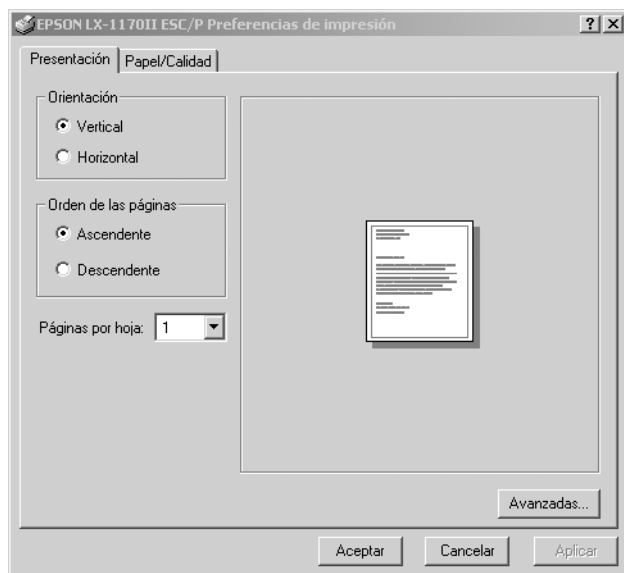 EPSON LX-1170II ESC/P Preferencias de impresión
Presentación
Papel/Calidad
Orientación
Vertical
Horizontal
Orden de las páginas
Ascendente
Descendente
Páginas por hoja: 1
Avanzadas...
Aceptar
Cancelar
Aplicar